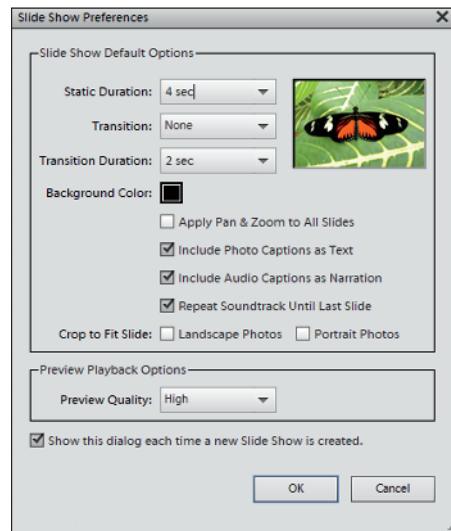 Slide Show Preferences
Slide Show Default Options
Static Duration: 4 sec
Transition: None
Transition Duration: 2 sec
Background Color:
Apply Pan & Zoom to All Slides
Include Photo Captions as Text
Include Audio Captions as Narration
Repeat Soundtrack Until Last Slide
Crop to Fit Slide: Landscape Photos Portrait Photos
Preview Playback Options
Preview Quality: High
Show this dialog each time a new Slide Show is created.
OK Cancel